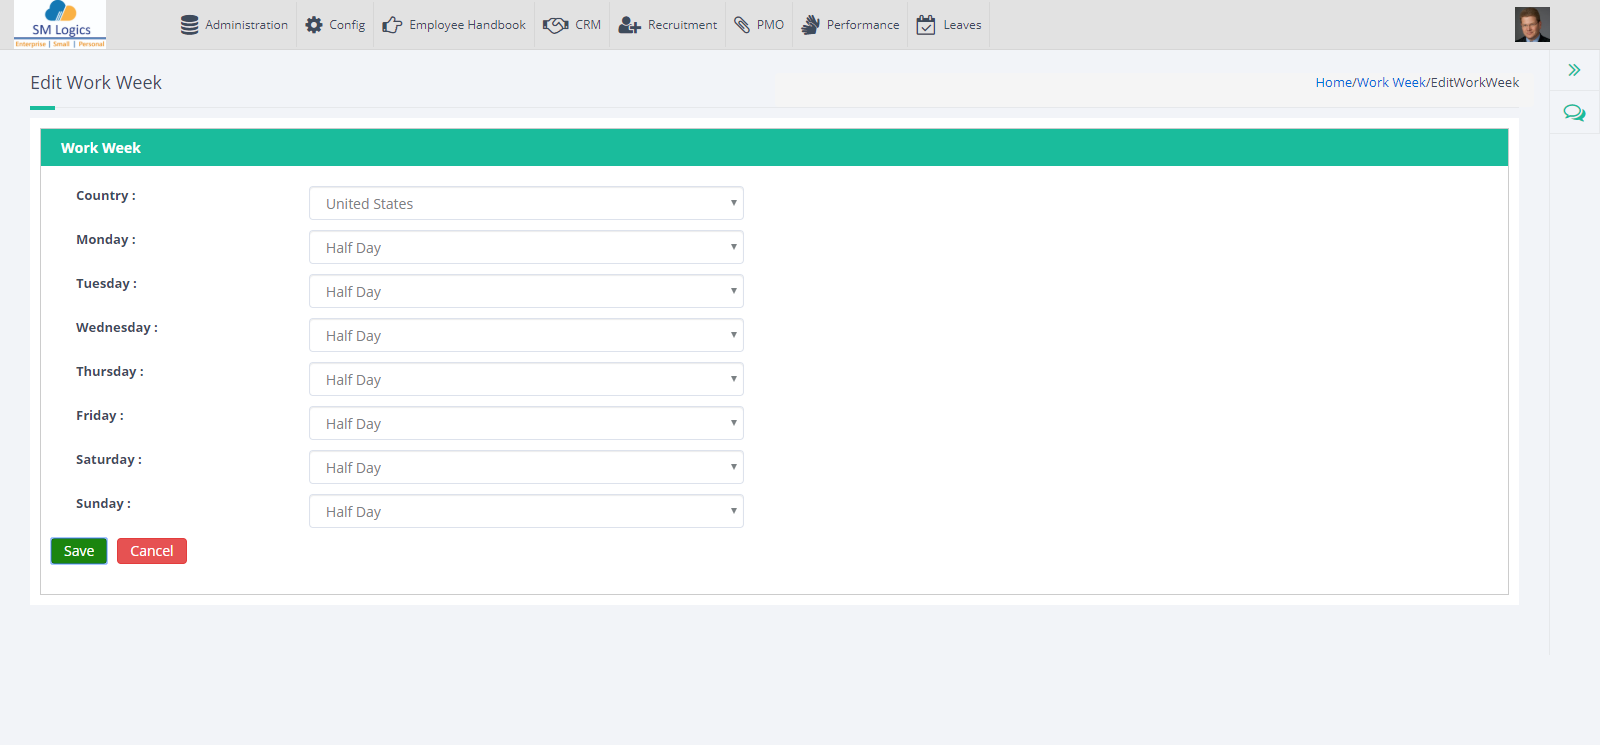 SM Logics
Enterprise | Small | Personal
Administration Config Employee Handbook CRM Recruitment PMO Performance Leaves
Edit Work Week
Home/Work Week/EditWorkWeek
Work Week
Country : United States
Monday : Half Day
Tuesday : Half Day
Wednesday : Half Day
Thursday : Half Day
Friday : Half Day
Saturday : Half Day
Sunday : Half Day
Save Cancel